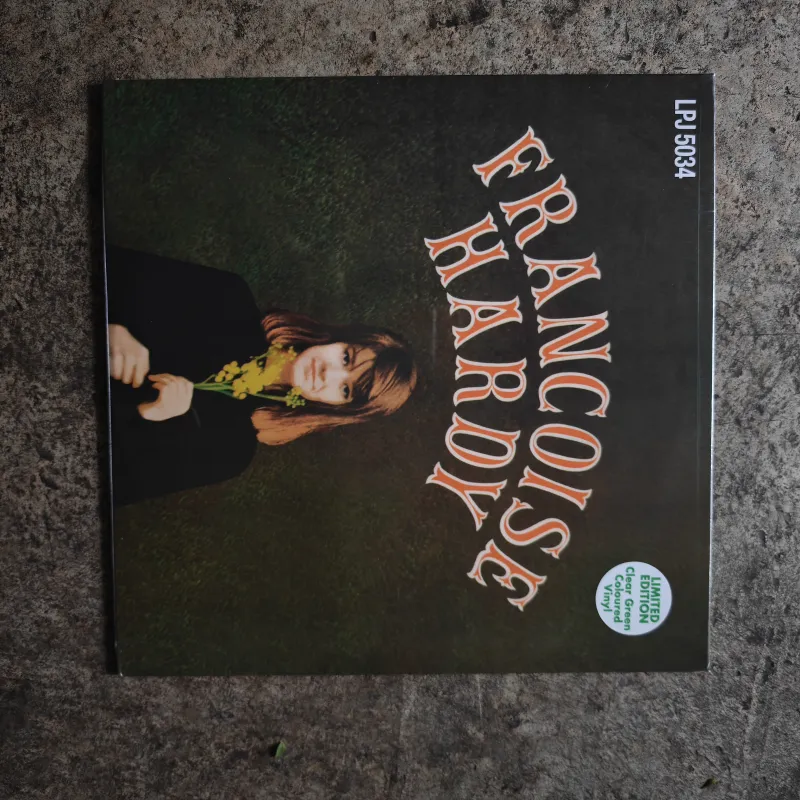 LPJ 5034
FRANCOISE
HARDY
LIMITED
EDITION
Clear Green
Coloured
Vinyl